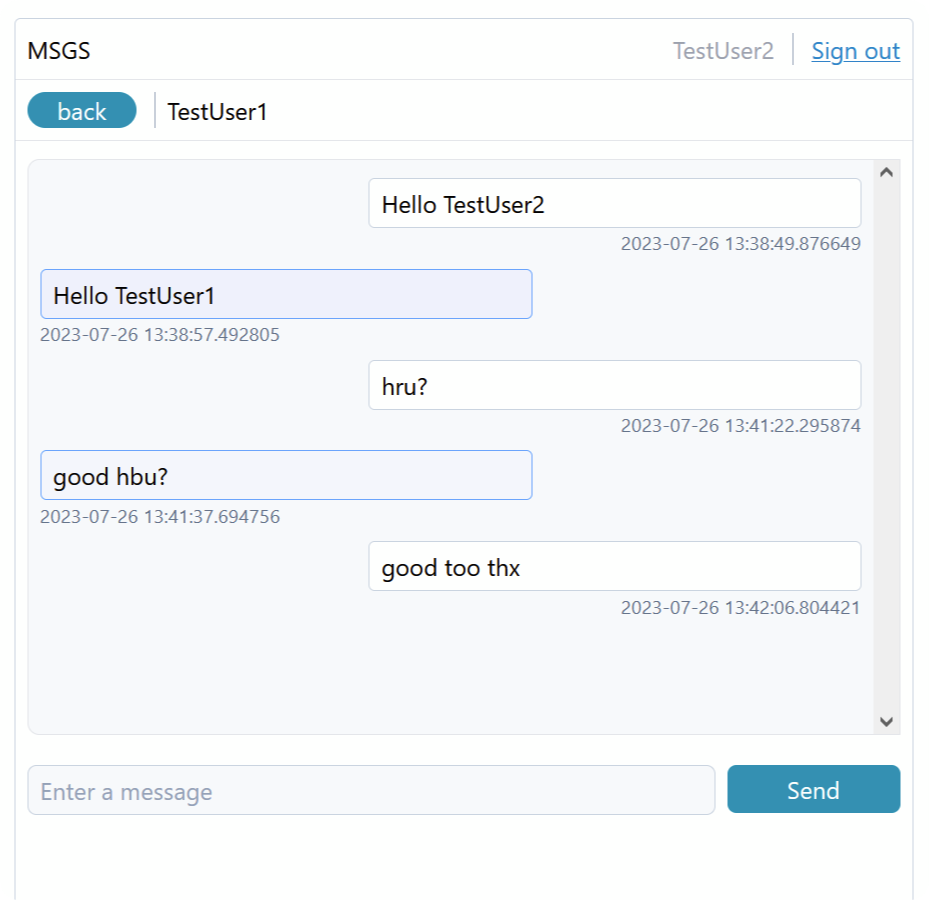 MSGS TestUser2 Sign out
back TestUser1
Hello TestUser2
2023-07-26 13:38:49.876649
Hello TestUser1
2023-07-26 13:38:57.492805
hru?
2023-07-26 13:41:22.295874
good hbu?
2023-07-26 13:41:37.694756
good too thx
2023-07-26 13:42:06.804421
Enter a message Send